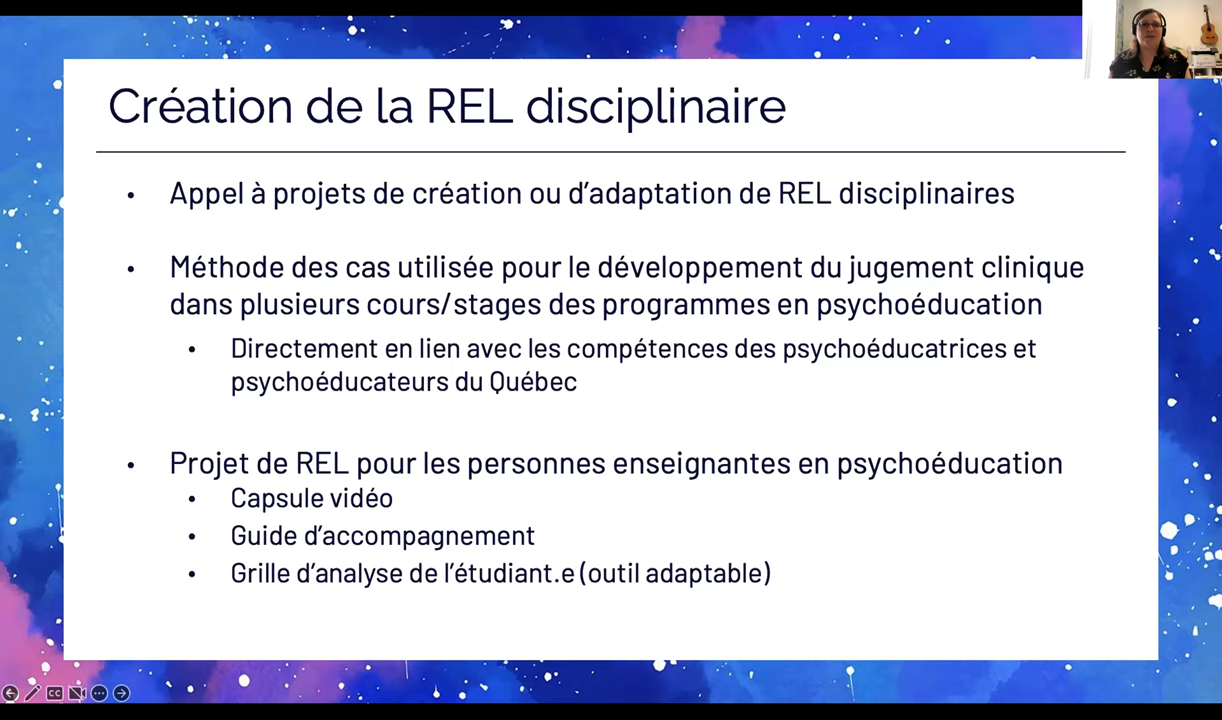 Création de la REL disciplinaire
• Appel à projets de création ou d'adaptation de REL disciplinaires
• Méthode des cas utilisée pour le développement du jugement clinique
dans plusieurs cours/stages des programmes en psychoéducation
• Directement en lien avec les compétences des psychoéducatrices et
psychoéducateurs du Québec
• Projet de REL pour les personnes enseignantes en psychoéducation
• Capsule vidéo
• Guide d'accompagnement
• Grille d'analyse de l'étudiant.e (outil adaptable)
CC